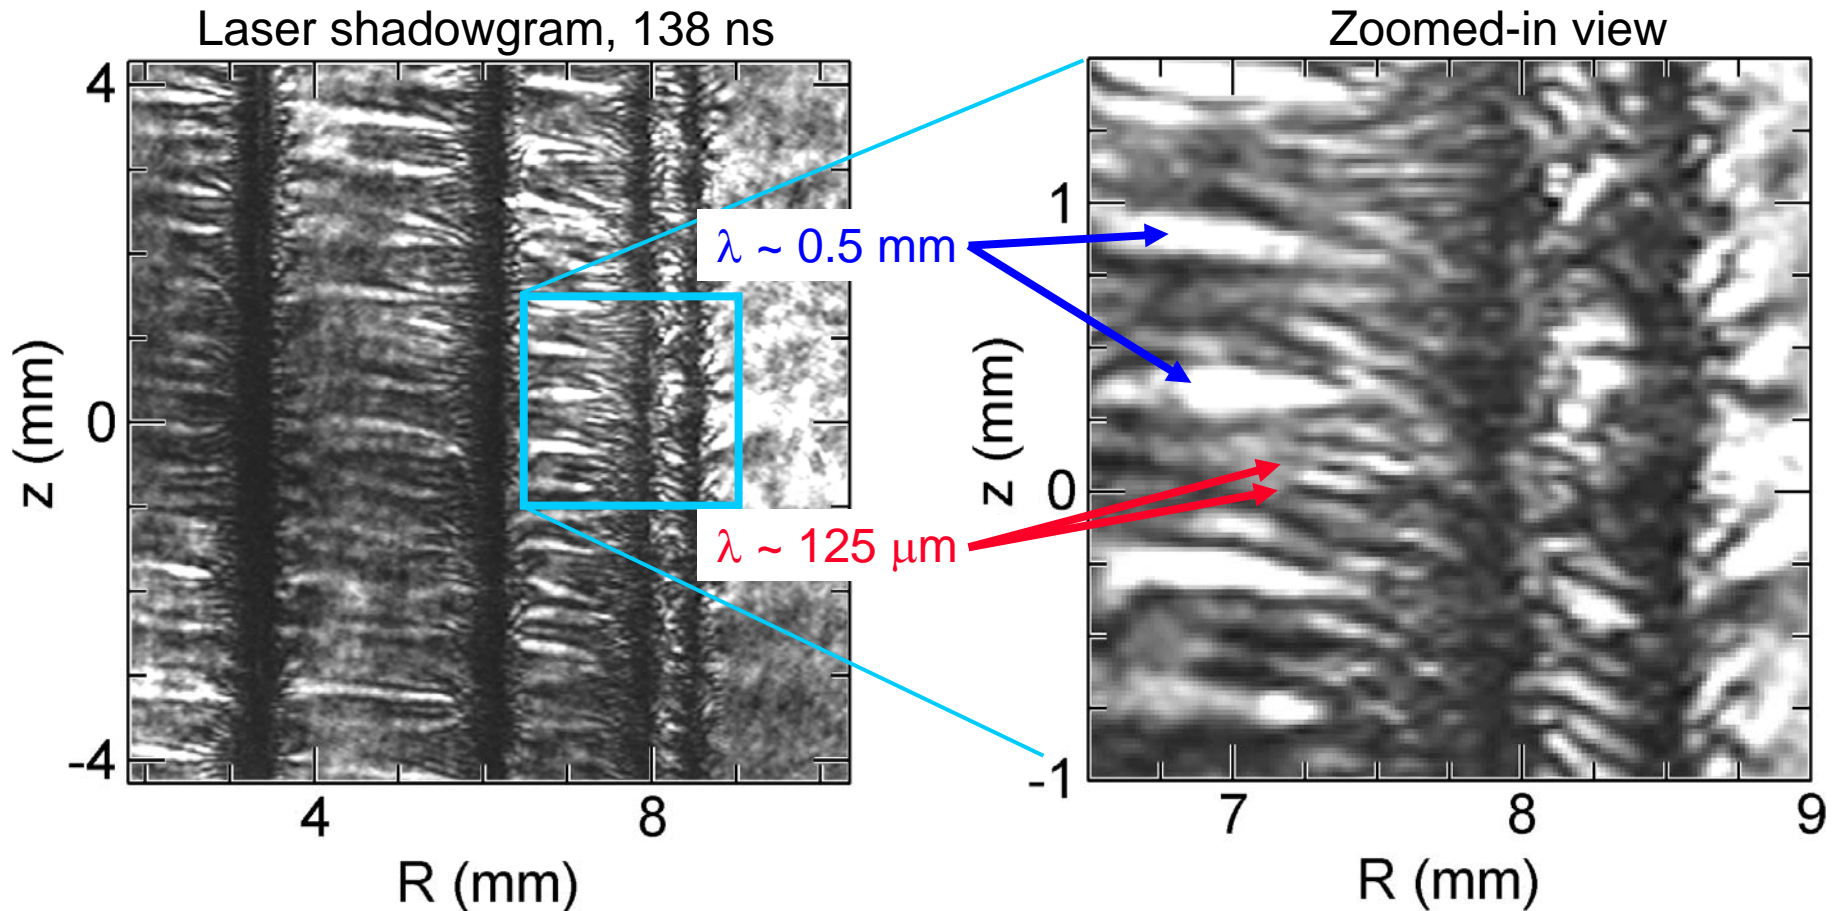 Laser shadowgram, 138 ns
Zoomed-in view
4
0
-4
z (mm)
4
8
R (mm)
λ ~ 0.5 mm
λ ~ 125 μm
1
0
-1
z (mm)
7
8
9
R (mm)